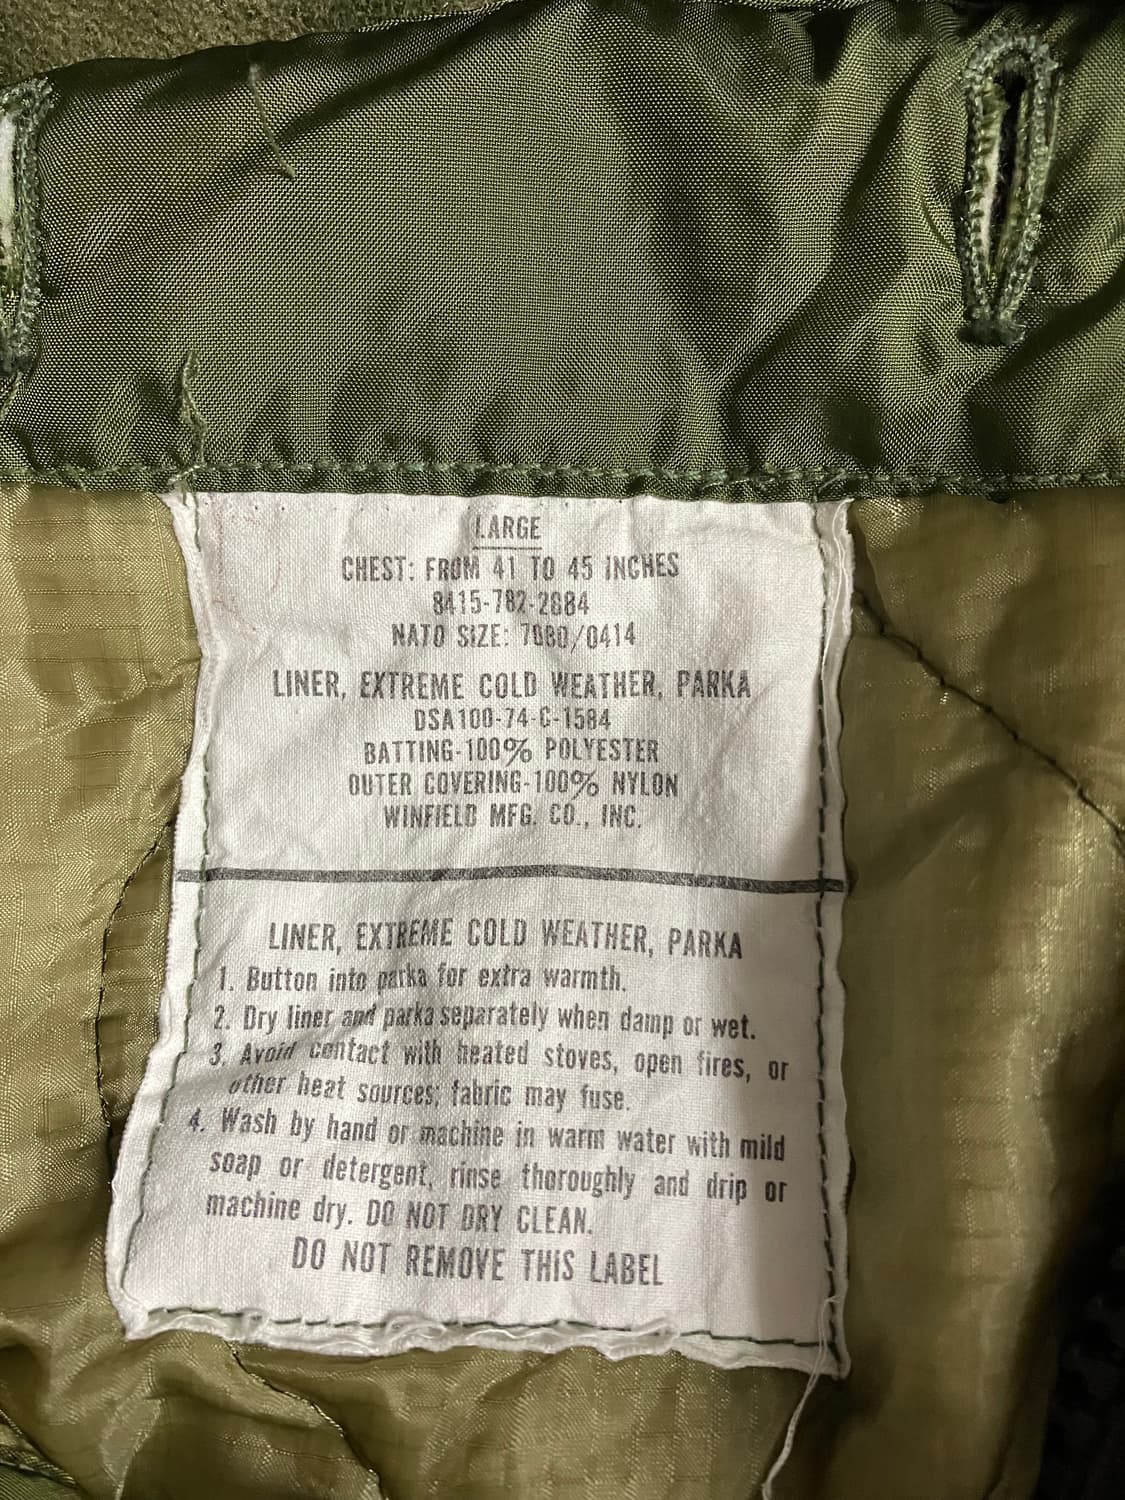 LARGE
CHEST: FROM 41 TO 45 INCHES
8415-782-2884
NATO SIZE: 7080/0414
LINER, EXTREME COLD WEATHER, PARKA
DSA100-74-C-1584
BATTING-100% POLYESTER
OUTER COVERING-100% NYLON
WINFIELD MFG. CO., INC.
LINER, EXTREME COLD WEATHER, PARKA
1. Button into parka for extra warmth.
2. Dry liner and parka separately when damp or wet.
3. Avoid contact with heated stoves, open fires, or
other heat sources; fabric may fuse.
4. Wash by hand or machine in warm water with mild
soap or detergent, rinse thoroughly and drip or
machine dry. DO NOT DRY CLEAN.
DO NOT REMOVE THIS LABEL